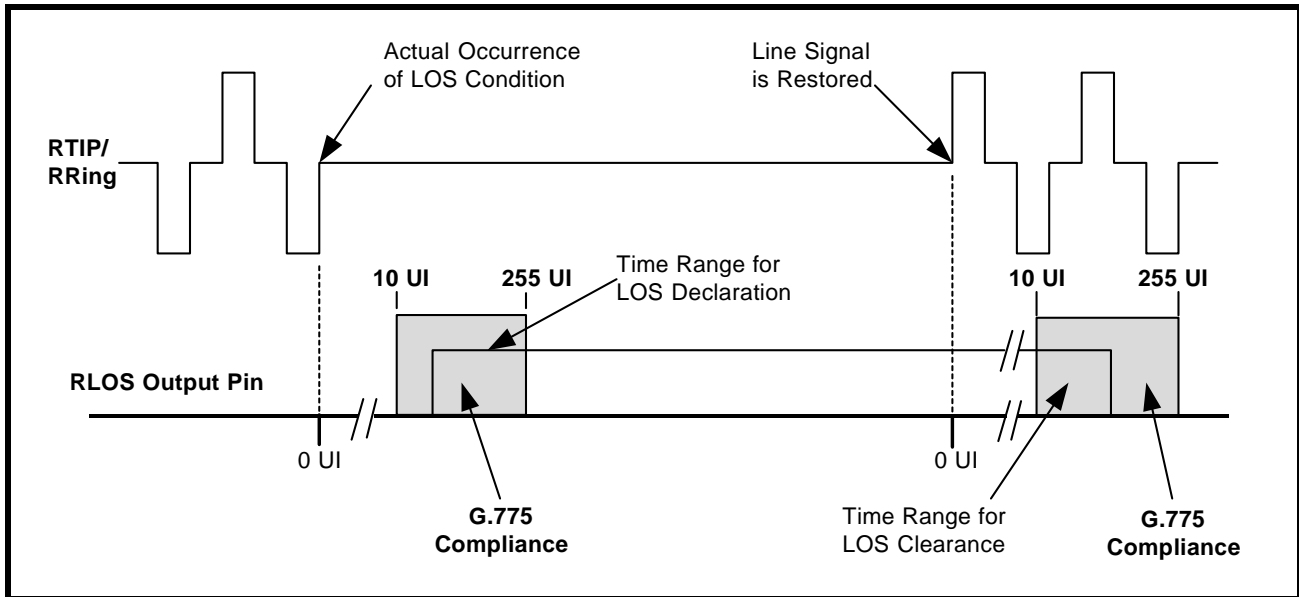 Actual Occurrence
of LOS Condition
Line Signal
is Restored
RTIP/
RRing
10 UI
255 UI
Time Range for
LOS Declaration
10 UI
255 UI
RLOS Output Pin
0 UI
0 UI
G.775
Compliance
Time Range for
LOS Clearance
G.775
Compliance